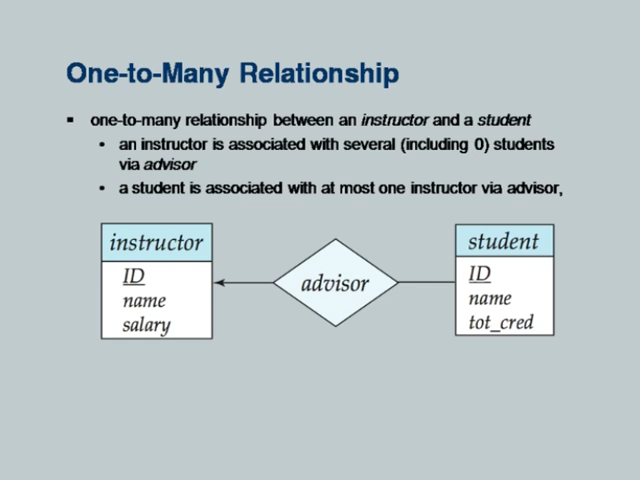 One-to-Many Relationship
▪ one-to-many relationship between an instructor and a student
• an instructor is associated with several (including 0) students
via advisor
• a student is associated with at most one instructor via advisor,
instructor
ID
name
salary
advisor
student
ID
name
tot_cred